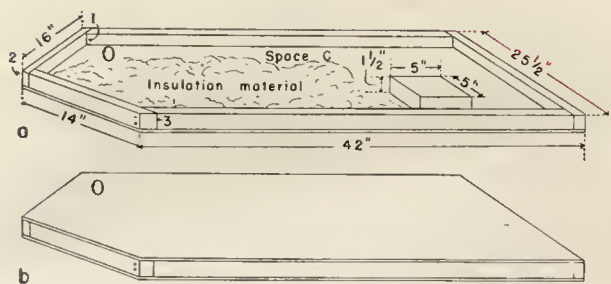 1
16"
2
O
Space C
1½"
5"
5"
25½"
Insulation material
14"
3
a
42"
O
b